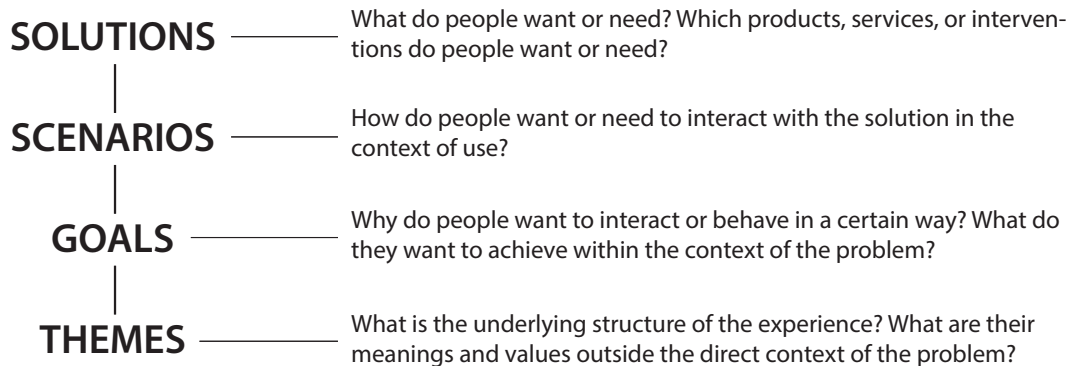 SOLUTIONS
What do people want or need? Which products, services, or interven-
tions do people want or need?
SCENARIOS
How do people want or need to interact with the solution in the
context of use?
GOALS
Why do people want to interact or behave in a certain way? What do
they want to achieve within the context of the problem?
THEMES
What is the underlying structure of the experience? What are their
meanings and values outside the direct context of the problem?